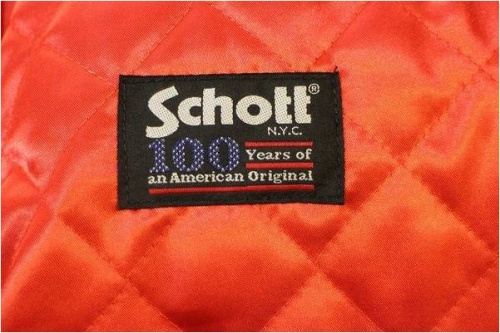 Schott®
N.Y.C.
100 Years of
an American Original